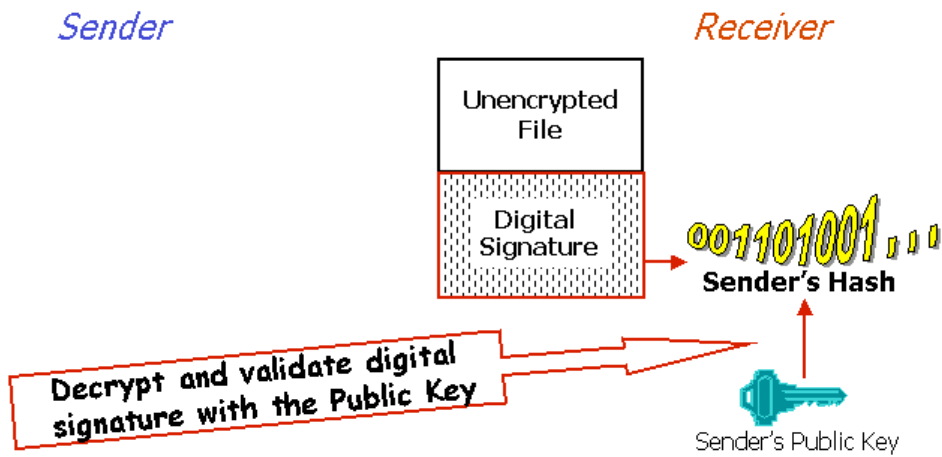 Sender
Receiver
Unencrypted
File
Digital
Signature
001101001,,,
Sender's Hash
Decrypt and validate digital
signature with the Public Key
Sender's Public Key